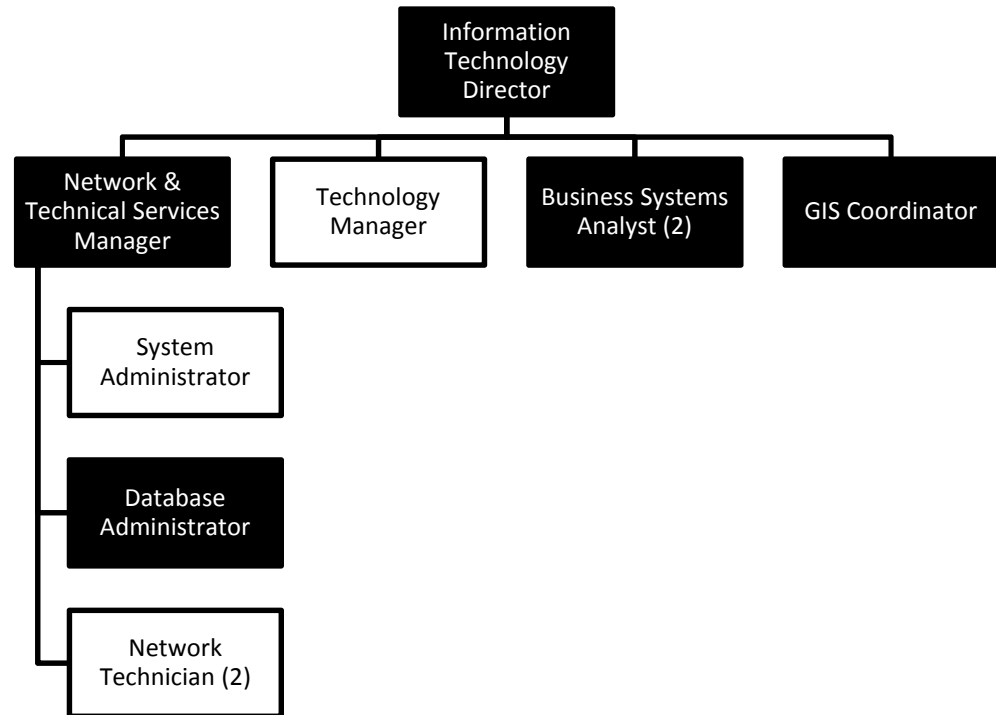 Information
Technology
Director
Network &
Technical Services
Manager
Technology
Manager
Business Systems
Analyst (2)
GIS Coordinator
System
Administrator
Database
Administrator
Network
Technician (2)